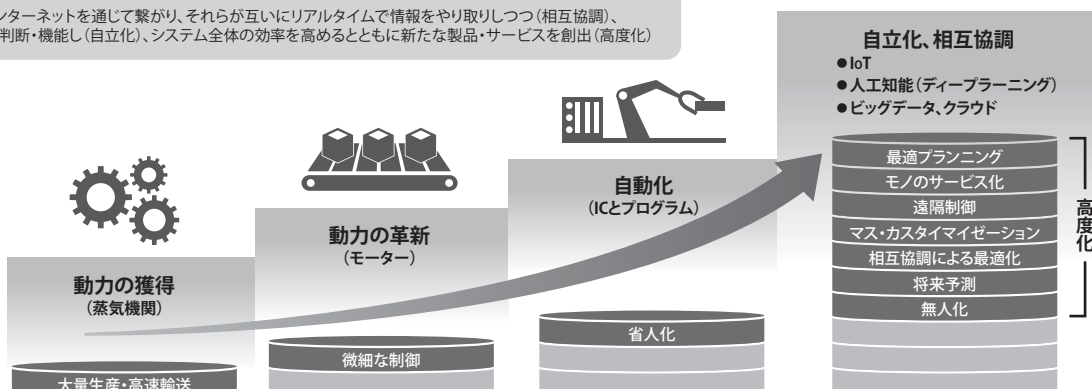 ンターネットを通じて繋がり、それらが互いにリアルタイムで情報をやり取りしつつ（相互協調）、
判断・機能し（自立化）、システム全体の効率を高めるとともに新たな製品・サービスを創出（高度化）
自立化、相互協調
●IoT
●人工知能（ディープラーニング）
●ビッグデータ、クラウド
最適プランニング
モノのサービス化
遠隔制御
マス・カスタイマイゼーション
相互協調による最適化
将来予測
無人化
高度化
自動化
（ICとプログラム）
省人化
動力の革新
（モーター）
微細な制御
動力の獲得
（蒸気機関）
大量生産・高速輸送